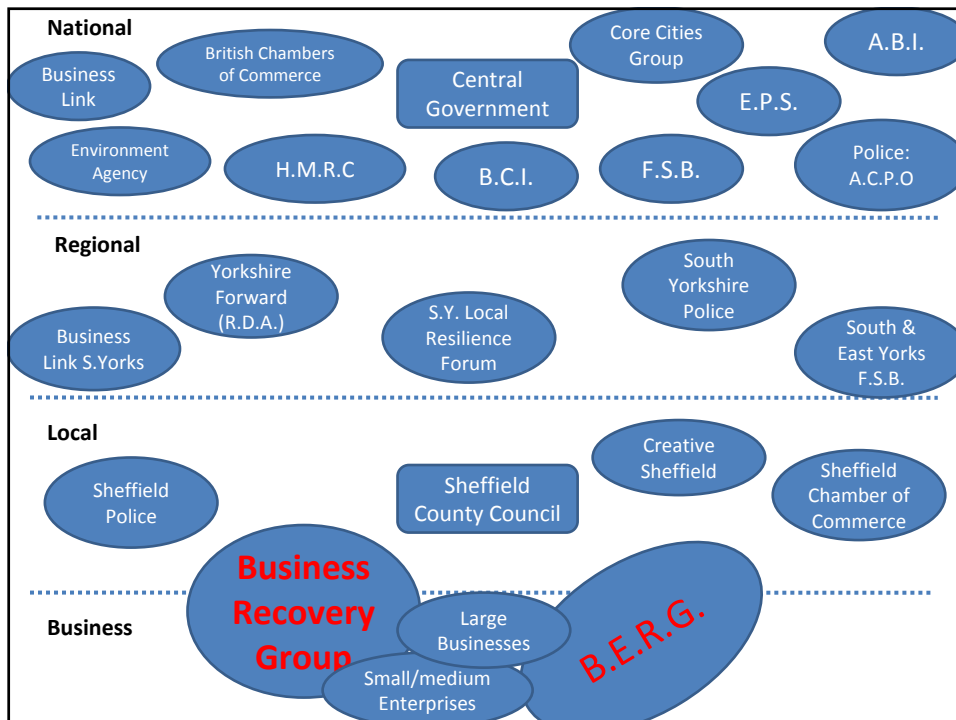 National
Business
Link
British Chambers
of Commerce
Central
Government
Core Cities
Group
E.P.S.
A.B.I.
Environment
Agency
H.M.R.C
B.C.I.
F.S.B.
Police:
A.C.P.O
Regional
Business
Link S.Yorks
Yorkshire
Forward
(R.D.A.)
S.Y. Local
Resilience
Forum
South
Yorkshire
Police
South &
East Yorks
F.S.B.
Local
Sheffield
Police
Sheffield
County Council
Creative
Sheffield
Sheffield
Chamber of
Commerce
Business
Business
Recovery
Group
Large
Businesses
Small/medium
Enterprises
B.E.R.G.